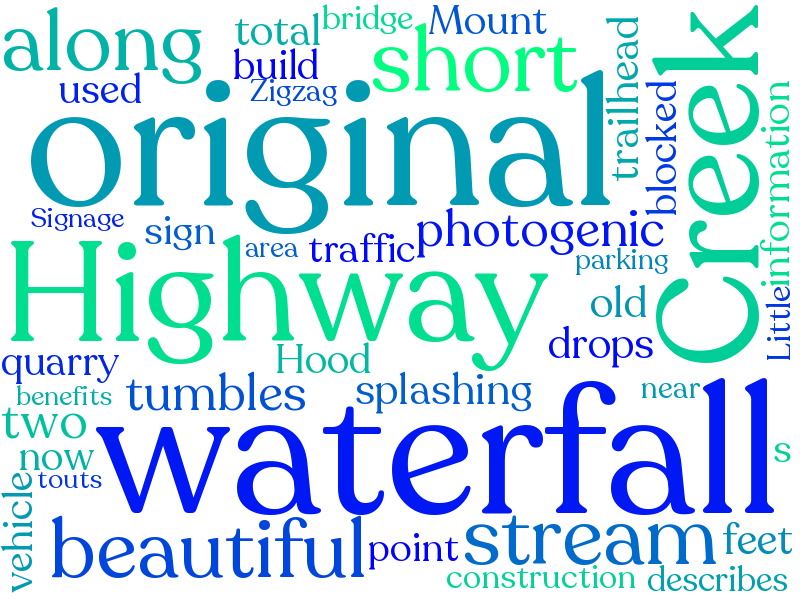 along
total
bridge
Mount
short
build
used
Zigzag
trailhead
Creek
original
blocked
information
Signage
sign
area
traffic
photogenic
parking
Highway
old
Little
drops
quarry
Hood
benefits
tumbles
splashing
near
two
now
waterfall
s
touts
vehicle
beautiful
point
stream
feet
construction
describes